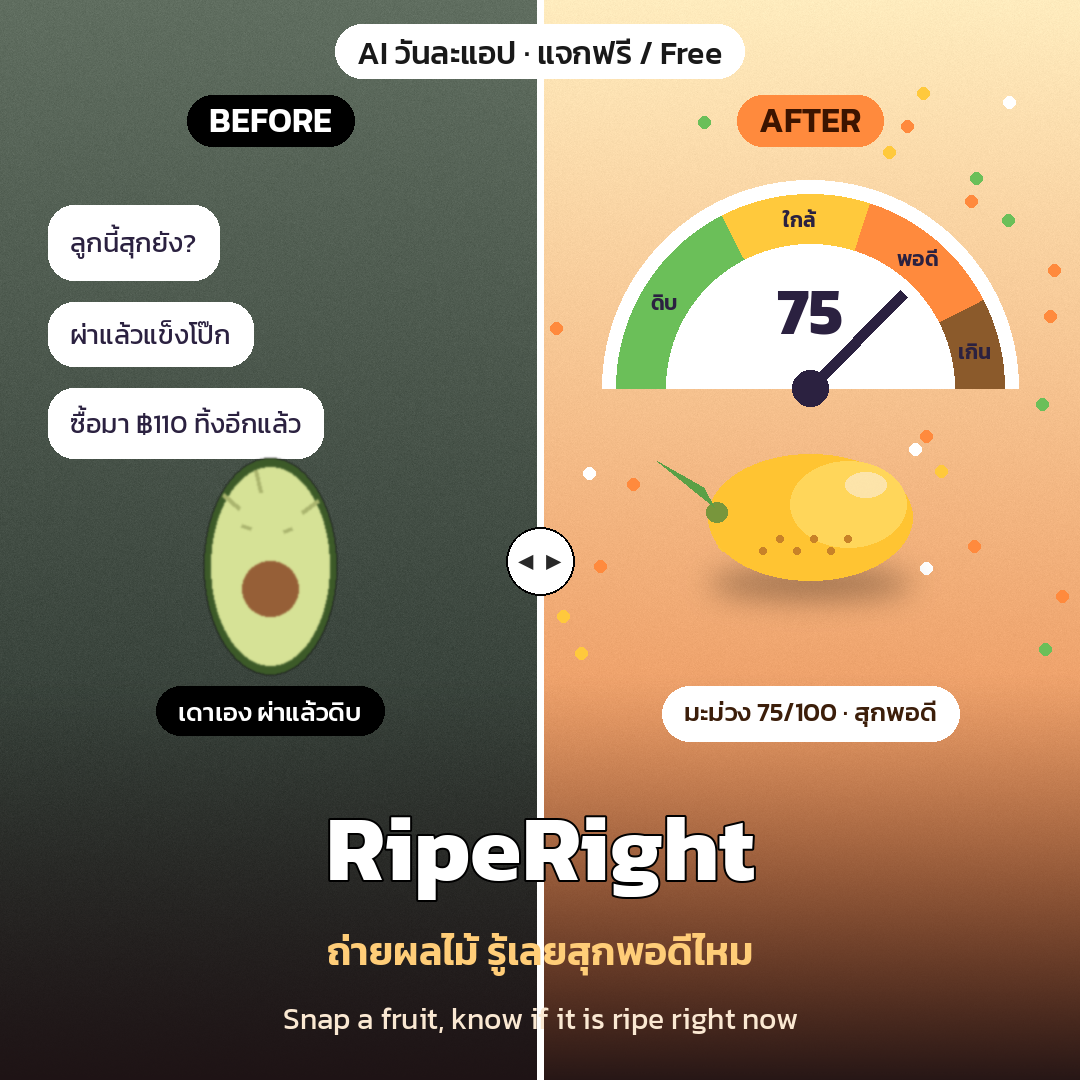 AI วันละแอป · แจกฟรี / Free
BEFORE
ลูกนี้สุกยัง?
ผ่าแล้วแข็งโป๊ก
ซื้อมา ฿110 ทิ้งอีกแล้ว
เดาเอง ผ่าแล้วดิบ
AFTER
ดิบ
ใกล้
พอดี
เกิน
75
มะม่วง 75/100 · สุกพอดี
RipeRight
ถ่ายผลไม้ รู้เลยสุกพอดีไหม
Snap a fruit, know if it is ripe right now